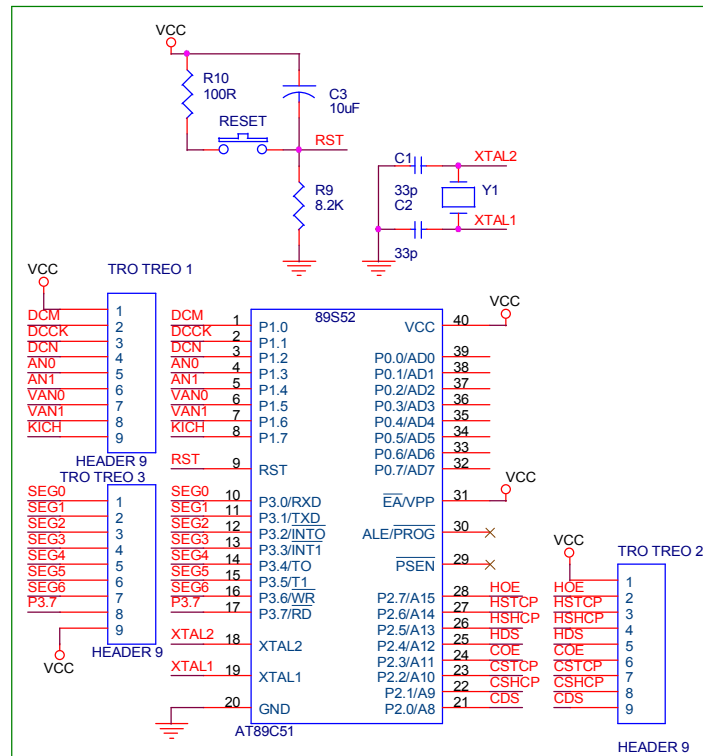 VCC
R10
100R
C3
10uF
RESET
RST
R9
8.2K
C1
33p
C2
33p
XTAL2
Y1
XTAL1
TRO TREO 1
VCC
DCM
DCCK
DCN
AN0
AN1
VAN0
VAN1
KICH
1
2
3
4
5
6
7
8
9
HEADER 9
TRO TREO 3
SEG0
SEG1
SEG2
SEG3
SEG4
SEG5
SEG6
P3.7
1
2
3
4
5
6
7
8
9
VCC
HEADER 9
89S52
DCM 1 P1.0
DCCK 2 P1.1
DCN 3 P1.2
AN0 4 P1.3
AN1 5 P1.4
VAN0 6 P1.5
VAN1 7 P1.6
KICH 8 P1.7
RST 9 RST
SEG0 10 P3.0/RXD
SEG1 11 P3.1/TXD
SEG2 12 P3.2/INTO
SEG3 13 P3.3/INT1
SEG4 14 P3.4/TO
SEG5 15 P3.5/T1
SEG6 16 P3.6/WR
P3.7 17 P3.7/RD
XTAL2 18 XTAL2
XTAL1 19 XTAL1
20 GND
AT89C51
VCC 40 VCC
P0.0/AD0 39
P0.1/AD1 38
P0.2/AD2 37
P0.3/AD3 36
P0.4/AD4 35
P0.5/AD5 34
P0.6/AD6 33
P0.7/AD7 32
EA/VPP 31 VCC
ALE/PROG 30
PSEN 29
P2.7/A15 28 HOE
P2.6/A14 27 HSTCP
P2.5/A13 26 HSHCP
P2.4/A12 25 HDS
P2.3/A11 24 COE
P2.2/A10 23 CSTCP
P2.1/A9 22 CSHCP
P2.0/A8 21 CDS
TRO TREO 2
VCC
HOE
HSTCP
HSHCP
HDS
COE
CSTCP
CSHCP
CDS
1
2
3
4
5
6
7
8
9
HEADER 9